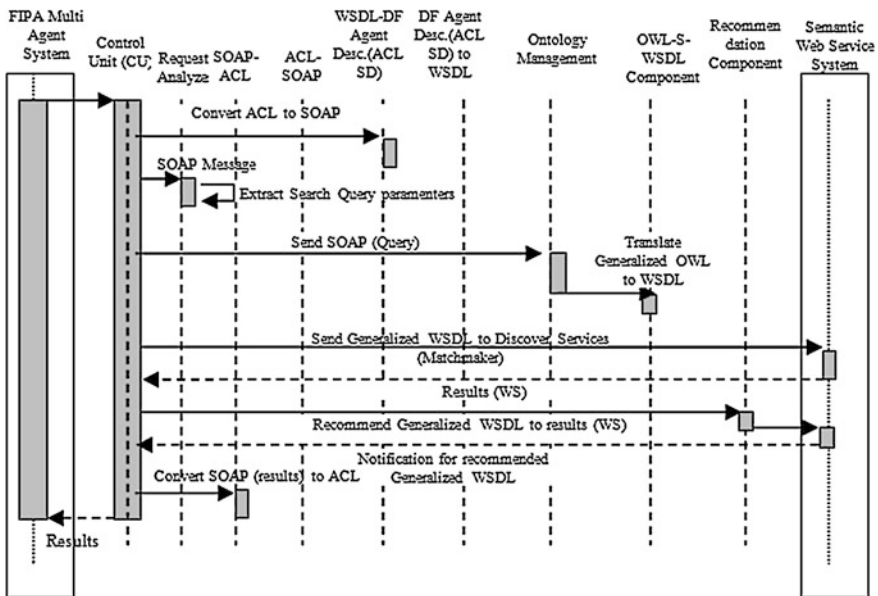 FIPA Multi
Agent
System
Control
Unit (CU)
Request
Analyze
SOAP-
ACL
ACL-
SOAP
WSDL-DF
Agent
Desc.(ACL
SD)
DF Agent
Desc.(ACL
SD) to
WSDL
Ontology
Management
OWL-S-
WSDL
Component
Recommen
dation
Component
Semantic
Web Service
System
Convert ACL to SOAP
SOAP Message
Extract Search Query paramenters
Send SOAP (Query)
Translate
Generalized OWL
to WSDL
Send Generalized WSDL to Discover Services
(Matchmaker)
Results (WS)
Recommend Generalized WSDL to results (WS)
Notification for recommended
Generalized WSDL
Convert SOAP (results) to ACL
Results